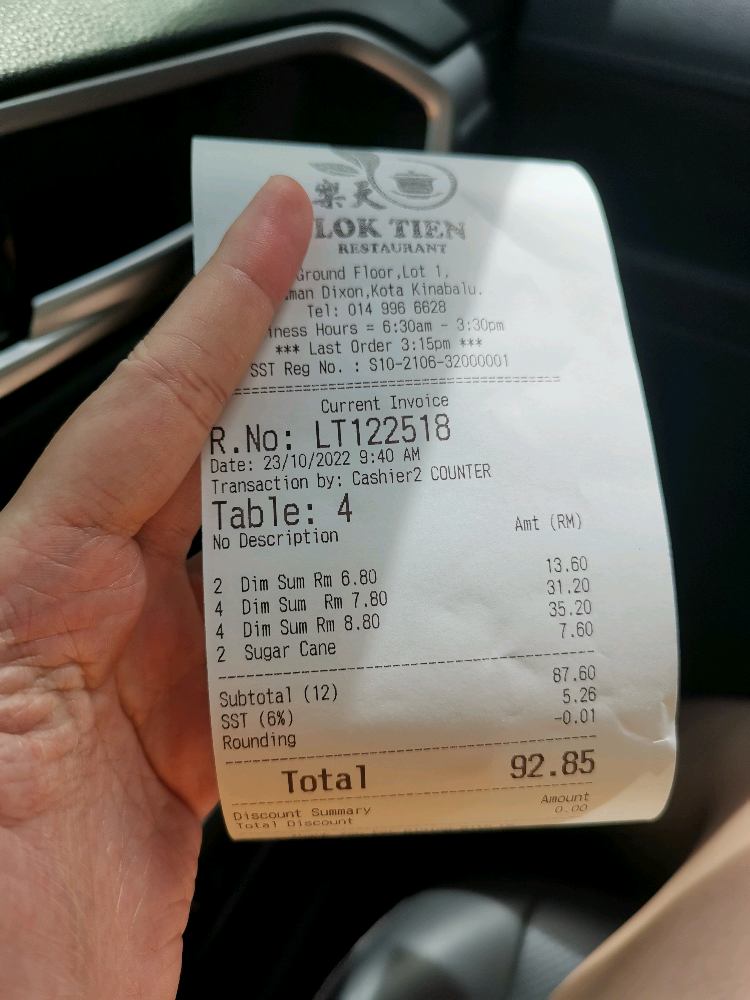 樂天
LOK TIEN
RESTAURANT
Ground Floor,Lot 1,
Dixon,Kota Kinabalu.
Tel: 014 996 6628
Hours = 6:30am - 3:30pm
*** Last Order 3:15pm ***
SST Reg No. : S10-2106-32000001
Current Invoice
R.No: LT122518
Date: 23/10/2022 9:40 AM
Transaction by: Cashier2 COUNTER
Table: 4
No Description Amt (RM)
2 Dim Sum Rm 6.80 13.60
4 Dim Sum Rm 7.80 31.20
4 Dim Sum Rm 8.80 35.20
2 Sugar Cane 7.60
Subtotal (12) 87.60
SST (6%) 5.26
Rounding -0.01
Total 92.85
Discount Summary Amount
Total Discount 0.00